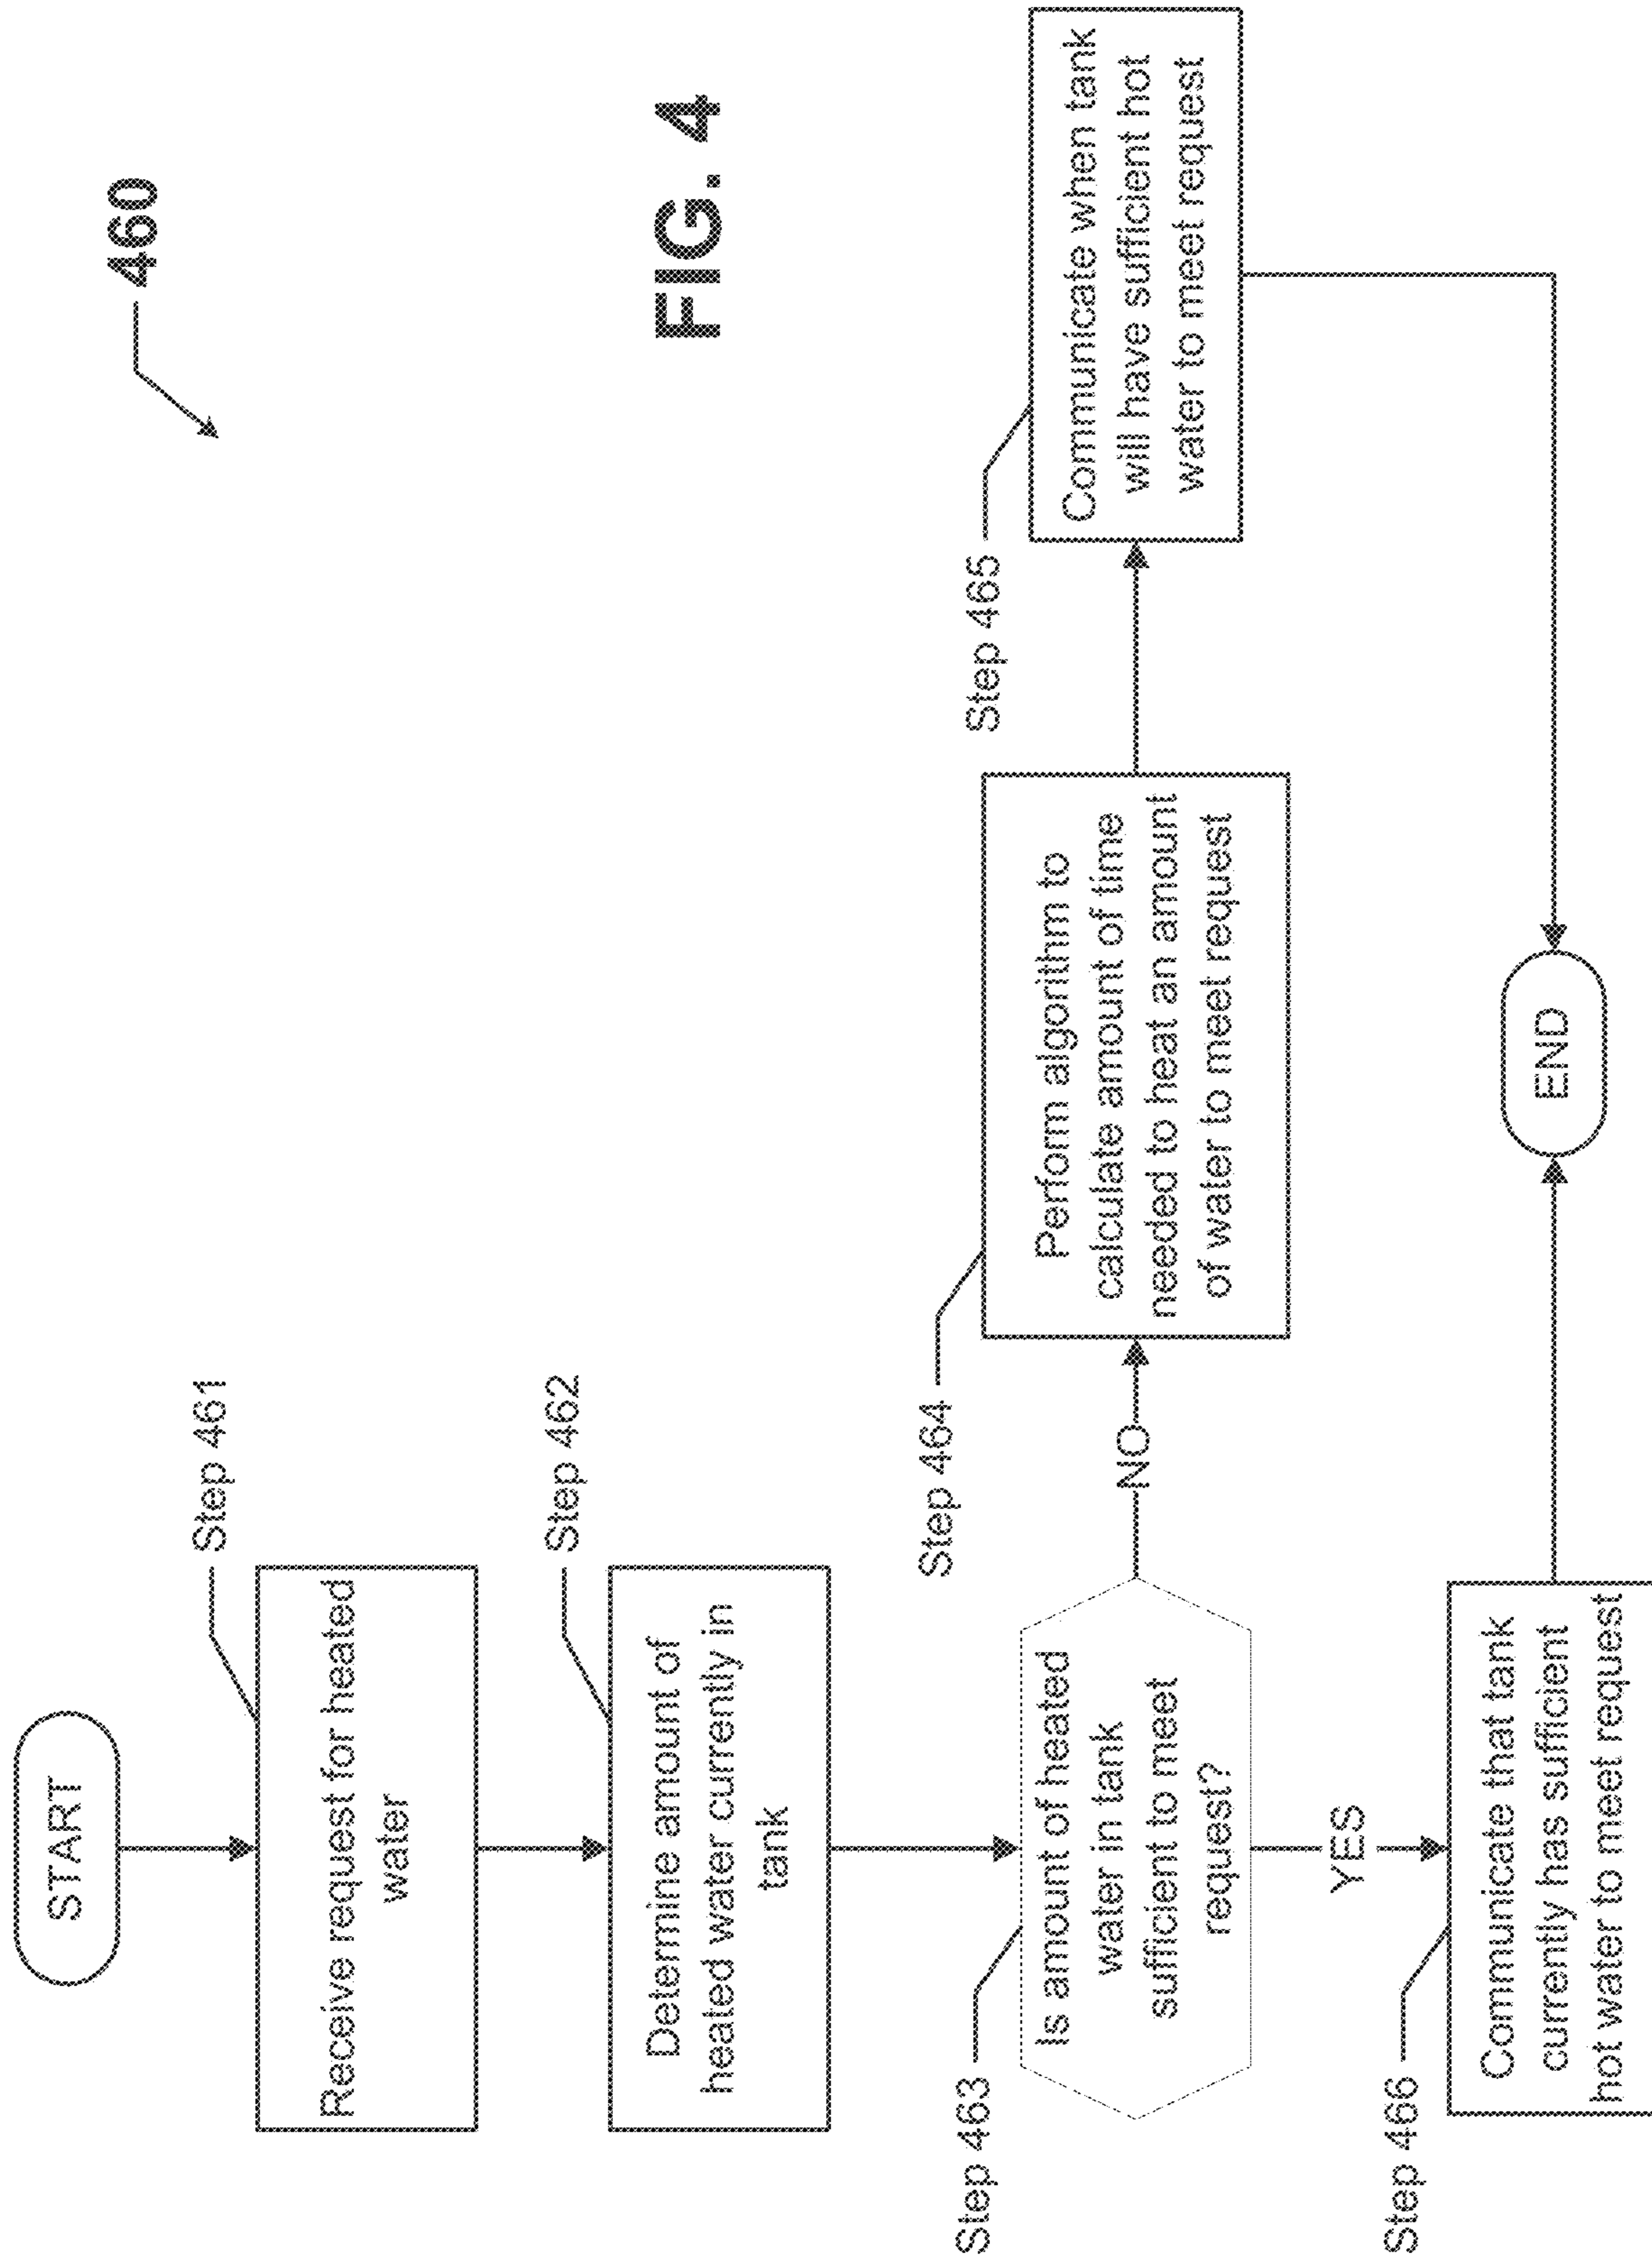 460
FIG. 4
START
Step 461
Receive request for heated
water
Step 462
Determine amount of
heated water currently in
tank
Step 463
Is amount of heated
water in tank
sufficient to meet
request?
NO
Step 464
Perform algorithm to
calculate amount of time
needed to heat an amount
of water to meet request
Step 465
Communicate when tank
will have sufficient hot
water to meet request
YES
Step 466
Communicate that tank
currently has sufficient
hot water to meet request
END